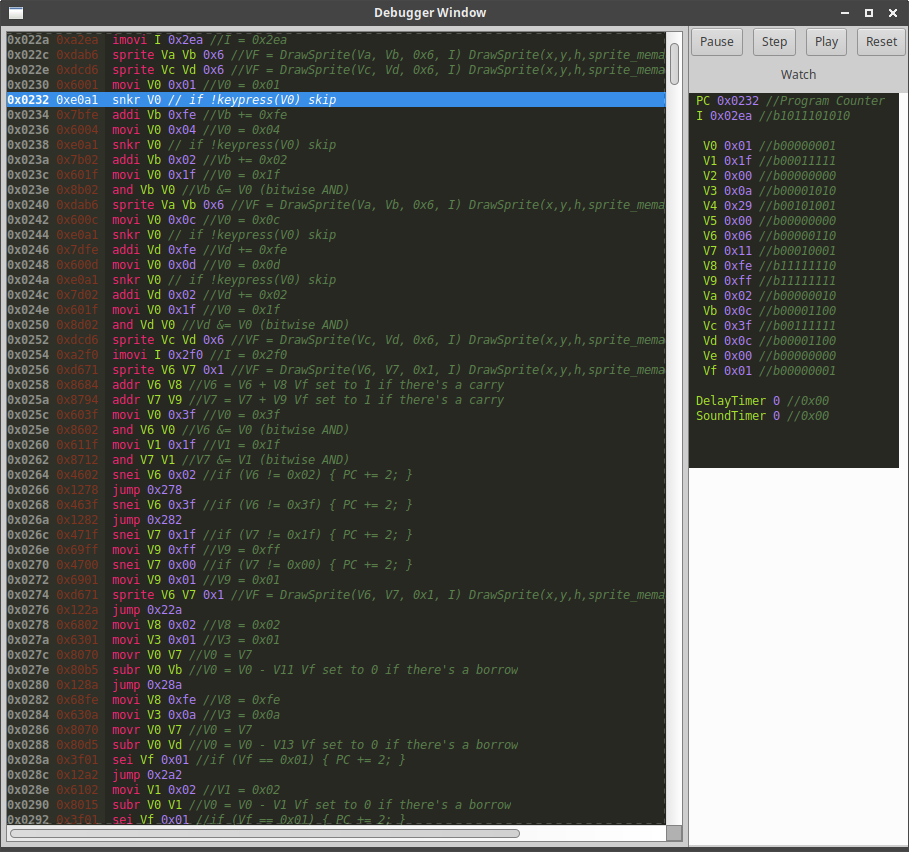 Debugger Window
0x022a 0xa2ea imovi I 0x2ea //I = 0x2ea
0x022c 0xdab6 sprite Va Vb 0x6 //VF = DrawSprite(Va, Vb, 0x6, I) DrawSprite(x,y,h,sprite_mema
0x022e 0xdcd6 sprite Vc Vd 0x6 //VF = DrawSprite(Vc, Vd, 0x6, I) DrawSprite(x,y,h,sprite_mema
0x0230 0x6001 movi V0 0x01 //V0 = 0x01
0x0232 0xe0a1 snkr V0 // if !keypress(V0) skip
0x0234 0x7bfe addi Vb 0xfe //Vb += 0xfe
0x0236 0x6004 movi V0 0x04 //V0 = 0x04
0x0238 0xe0a1 snkr V0 // if !keypress(V0) skip
0x023a 0x7b02 addi Vb 0x02 //Vb += 0x02
0x023c 0x601f movi V0 0x1f //V0 = 0x1f
0x023e 0x8b02 and Vb V0 //Vb &= V0 (bitwise AND)
0x0240 0xdab6 sprite Va Vb 0x6 //VF = DrawSprite(Va, Vb, 0x6, I) DrawSprite(x,y,h,sprite_mema
0x0242 0x600c movi V0 0x0c //V0 = 0x0c
0x0244 0xe0a1 snkr V0 // if !keypress(V0) skip
0x0246 0x7dfe addi Vd 0xfe //Vd += 0xfe
0x0248 0x600d movi V0 0x0d //V0 = 0x0d
0x024a 0xe0a1 snkr V0 // if !keypress(V0) skip
0x024c 0x7d02 addi Vd 0x02 //Vd += 0x02
0x024e 0x601f movi V0 0x1f //V0 = 0x1f
0x0250 0x8d02 and Vd V0 //Vd &= V0 (bitwise AND)
0x0252 0xdcd6 sprite Vc Vd 0x6 //VF = DrawSprite(Vc, Vd, 0x6, I) DrawSprite(x,y,h,sprite_mema
0x0254 0xa2f0 imovi I 0x2f0 //I = 0x2f0
0x0256 0xd671 sprite V6 V7 0x1 //VF = DrawSprite(V6, V7, 0x1, I) DrawSprite(x,y,h,sprite_mema
0x0258 0x8684 addr V6 V8 //V6 = V6 + V8 Vf set to 1 if there's a carry
0x025a 0x8794 addr V7 V9 //V7 = V7 + V9 Vf set to 1 if there's a carry
0x025c 0x603f movi V0 0x3f //V0 = 0x3f
0x025e 0x8602 and V6 V0 //V6 &= V0 (bitwise AND)
0x0260 0x611f movi V1 0x1f //V1 = 0x1f
0x0262 0x8712 and V7 V1 //V7 &= V1 (bitwise AND)
0x0264 0x4602 snei V6 0x02 //if (V6 != 0x02) { PC += 2; }
0x0266 0x1278 jump 0x278
0x0268 0x463f snei V6 0x3f //if (V6 != 0x3f) { PC += 2; }
0x026a 0x1282 jump 0x282
0x026c 0x471f snei V7 0x1f //if (V7 != 0x1f) { PC += 2; }
0x026e 0x69ff movi V9 0xff //V9 = 0xff
0x0270 0x4700 snei V7 0x00 //if (V7 != 0x00) { PC += 2; }
0x0272 0x6901 movi V9 0x01 //V9 = 0x01
0x0274 0xd671 sprite V6 V7 0x1 //VF = DrawSprite(V6, V7, 0x1, I) DrawSprite(x,y,h,sprite_mema
0x0276 0x122a jump 0x22a
0x0278 0x6802 movi V8 0x02 //V8 = 0x02
0x027a 0x6301 movi V3 0x01 //V3 = 0x01
0x027c 0x8070 movr V0 V7 //V0 = V7
0x027e 0x80b5 subr V0 Vb //V0 = V0 - V11 Vf set to 0 if there's a borrow
0x0280 0x128a jump 0x28a
0x0282 0x68fe movi V8 0xfe //V8 = 0xfe
0x0284 0x630a movi V3 0x0a //V3 = 0x0a
0x0286 0x8070 movr V0 V7 //V0 = V7
0x0288 0x80d5 subr V0 Vd //V0 = V0 - V13 Vf set to 0 if there's a borrow
0x028a 0x3f01 sei Vf 0x01 //if (Vf == 0x01) { PC += 2; }
0x028c 0x12a2 jump 0x2a2
0x028e 0x6102 movi V1 0x02 //V1 = 0x02
0x0290 0x8015 subr V0 V1 //V0 = V0 - V1 Vf set to 0 if there's a borrow
0x0292 0x3f01 sei Vf 0x01 //if (Vf == 0x01) { PC += 2; }
Pause Step Play Reset
Watch
PC 0x0232 //Program Counter
I 0x02ea //b1011101010
V0 0x01 //b00000001
V1 0x1f //b00011111
V2 0x00 //b00000000
V3 0x0a //b00001010
V4 0x29 //b00101001
V5 0x00 //b00000000
V6 0x06 //b00000110
V7 0x11 //b00010001
V8 0xfe //b11111110
V9 0xff //b11111111
Va 0x02 //b00000010
Vb 0x0c //b00001100
Vc 0x3f //b00111111
Vd 0x0c //b00001100
Ve 0x00 //b00000000
Vf 0x01 //b00000001
DelayTimer 0 //0x00
SoundTimer 0 //0x00